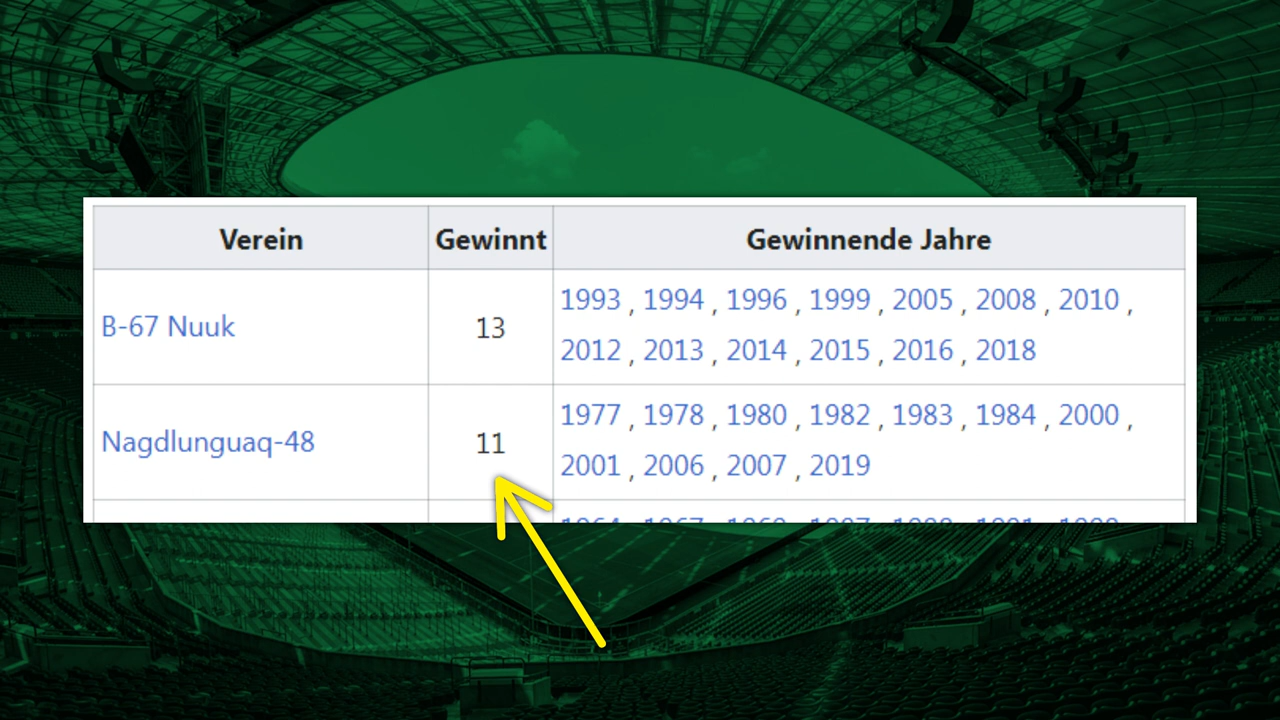 Verein Gewinnt Gewinnende Jahre
B-67 Nuuk 13 1993 , 1994 , 1996 , 1999 , 2005 , 2008 , 2010 ,
2012 , 2013 , 2014 , 2015 , 2016 , 2018
Nagdlunguaq-48 11 1977 , 1978 , 1980 , 1982 , 1983 , 1984 , 2000 ,
2001 , 2006 , 2007 , 2019